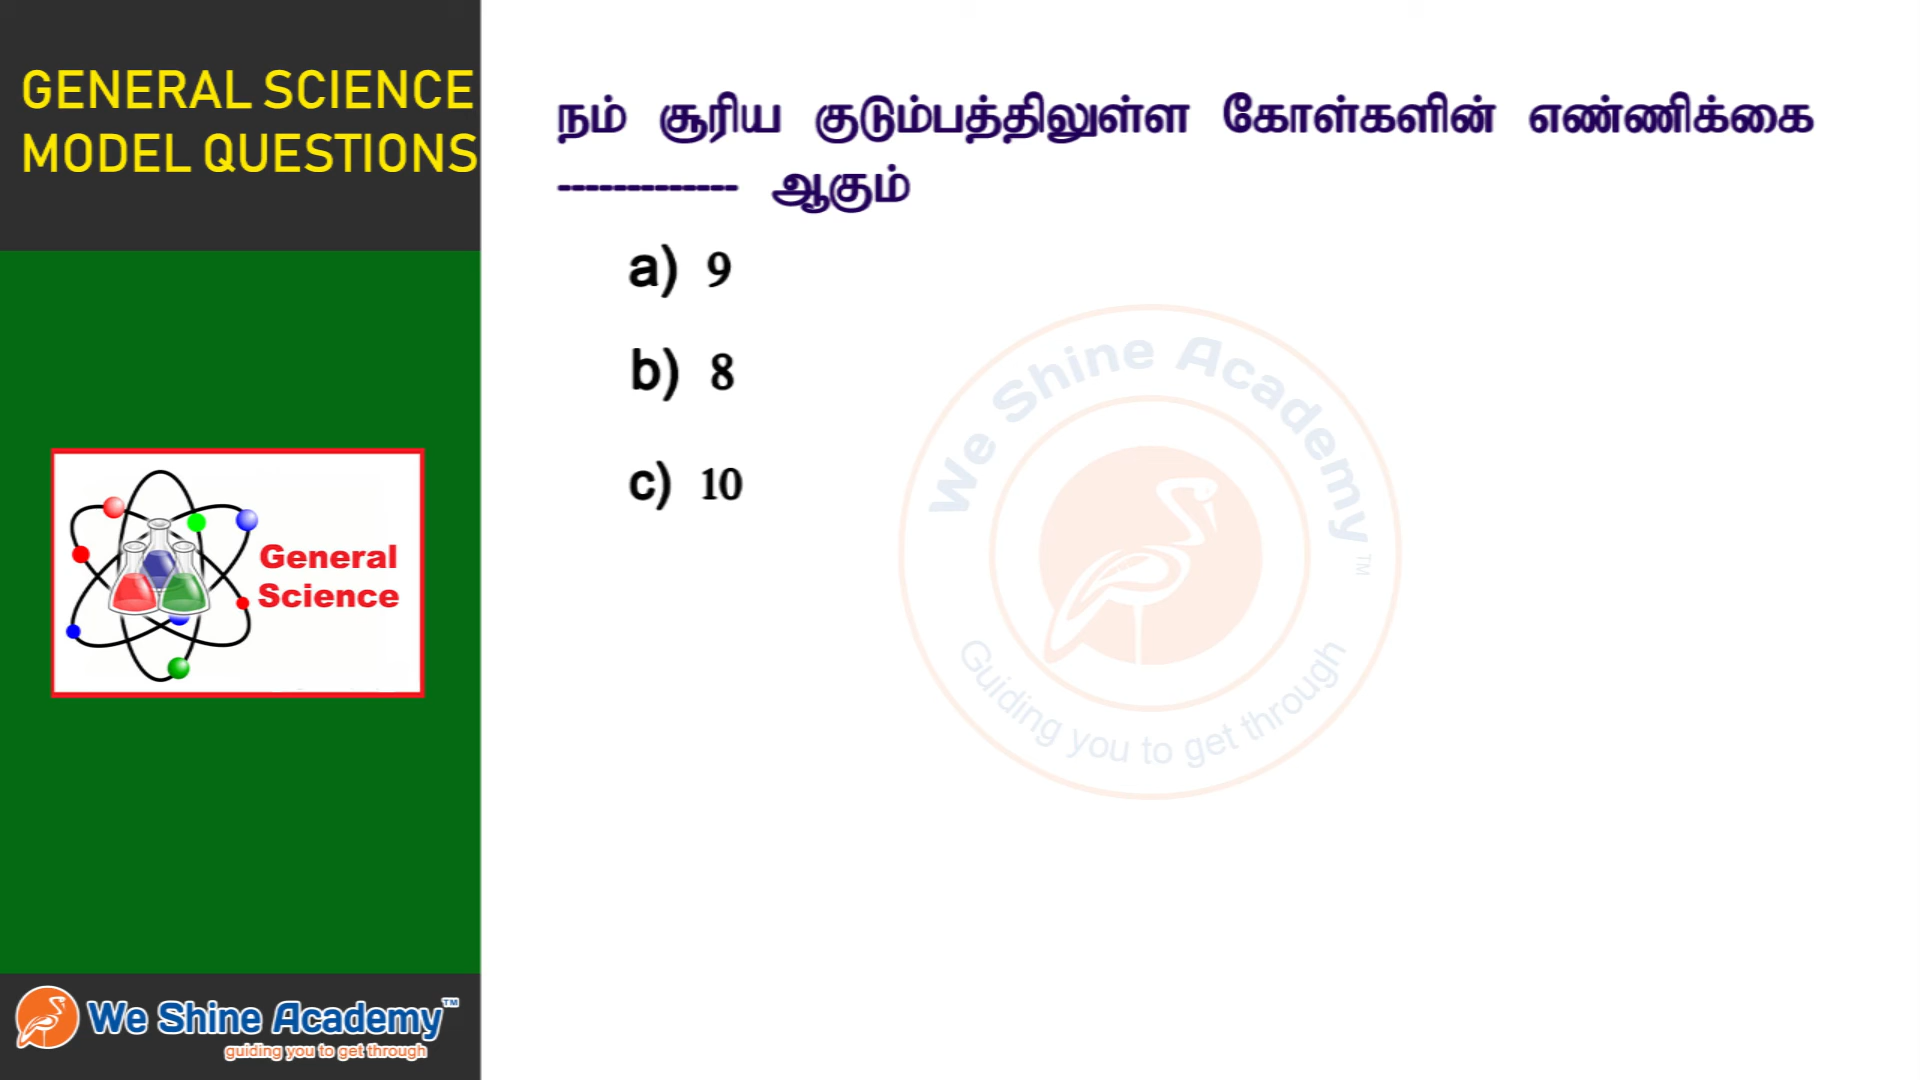 GENERAL SCIENCE
MODEL QUESTIONS
நம் சூரிய குடும்பத்திலுள்ள கோள்களின் எண்ணிக்கை
------------- ஆகும்
a) 9
b) 8
c) 10
General
Science
We Shine Academy™
Guiding you to get through
We Shine Academy™
guiding you to get through